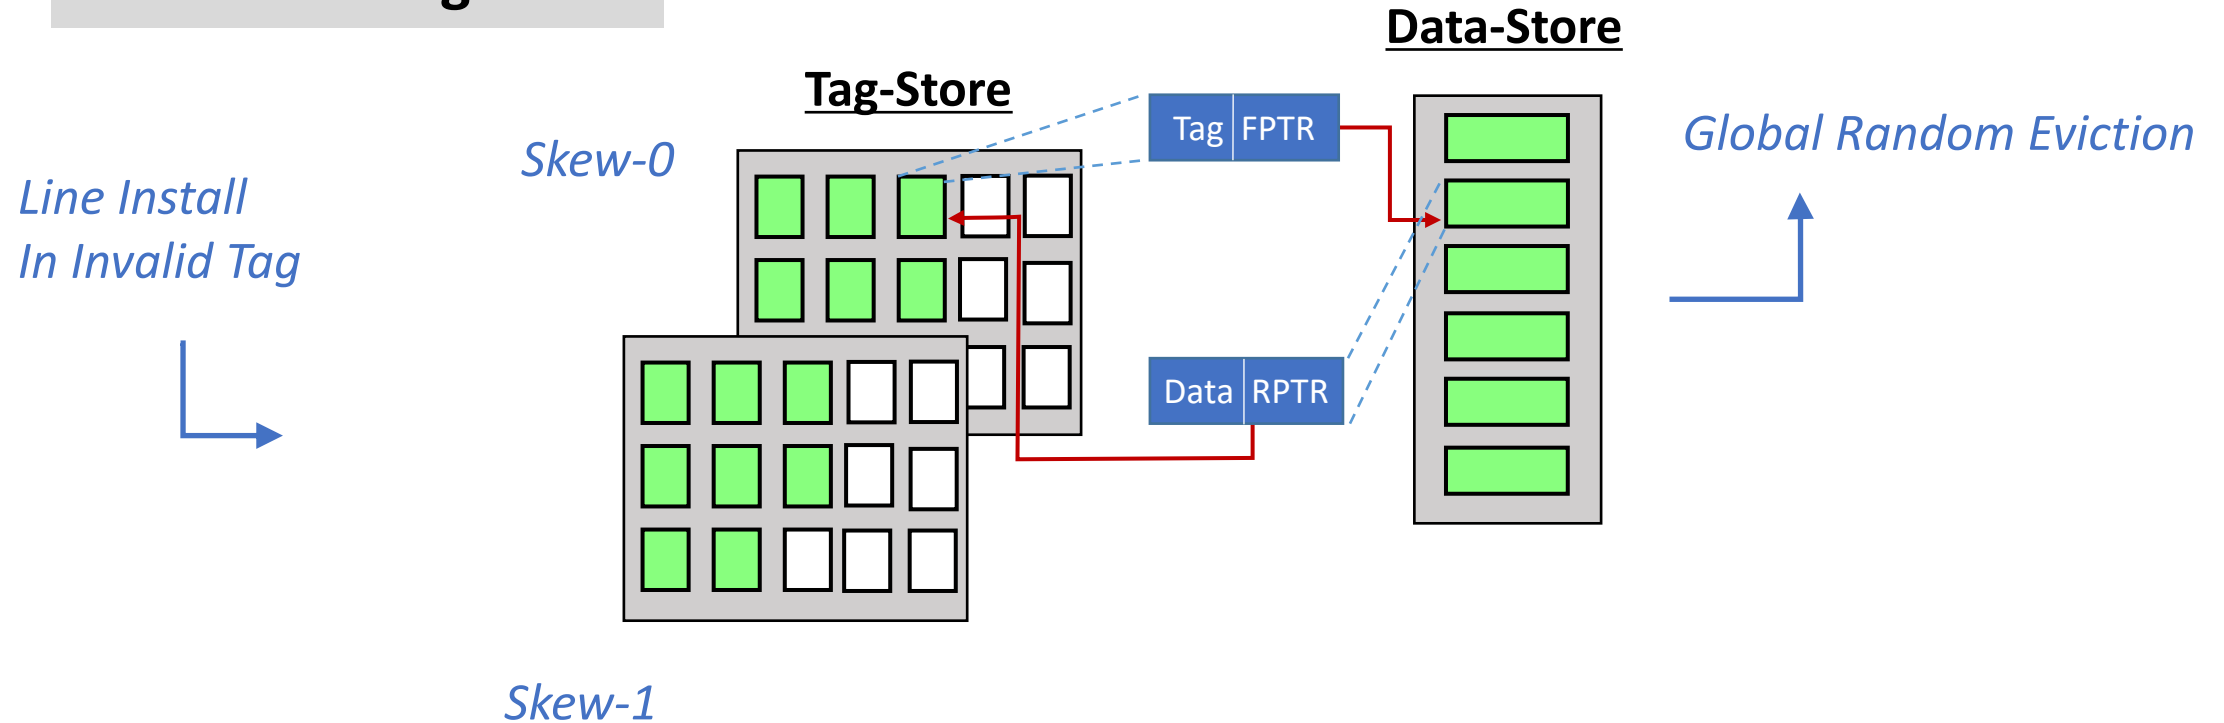 Data-Store
Tag-Store
Tag FPTR
Global Random Eviction
Skew-0
Line Install
In Invalid Tag
Data RPTR
Skew-1